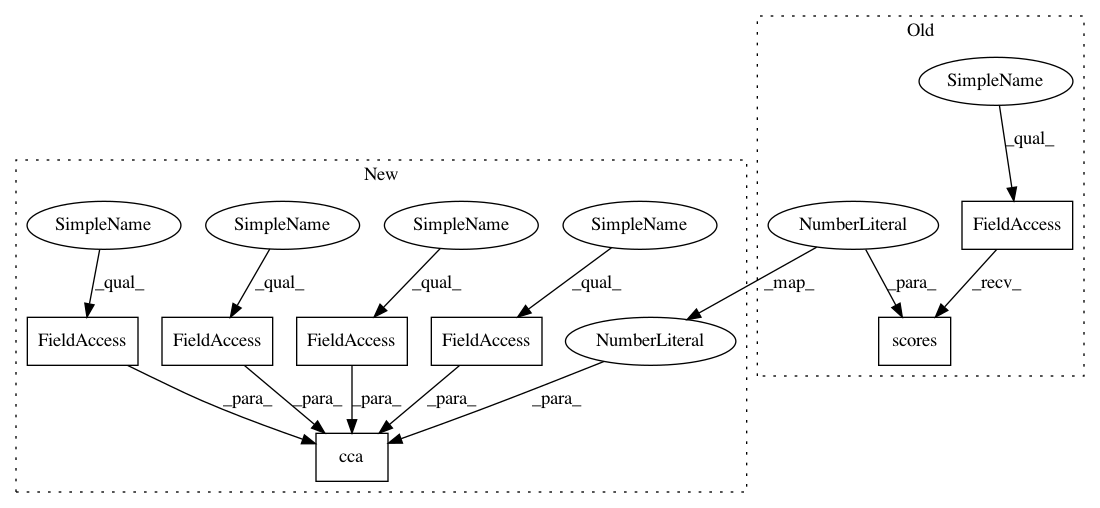 Old
SimpleName
_qual_
New
SimpleName
SimpleName
SimpleName
SimpleName
NumberLiteral
FieldAccess
_qual_
_qual_
_qual_
_qual_
_map_
_para_
_recv_
FieldAccess
FieldAccess
FieldAccess
FieldAccess
NumberLiteral
scores
_para_
_para_
_para_
_para_
_para_
cca